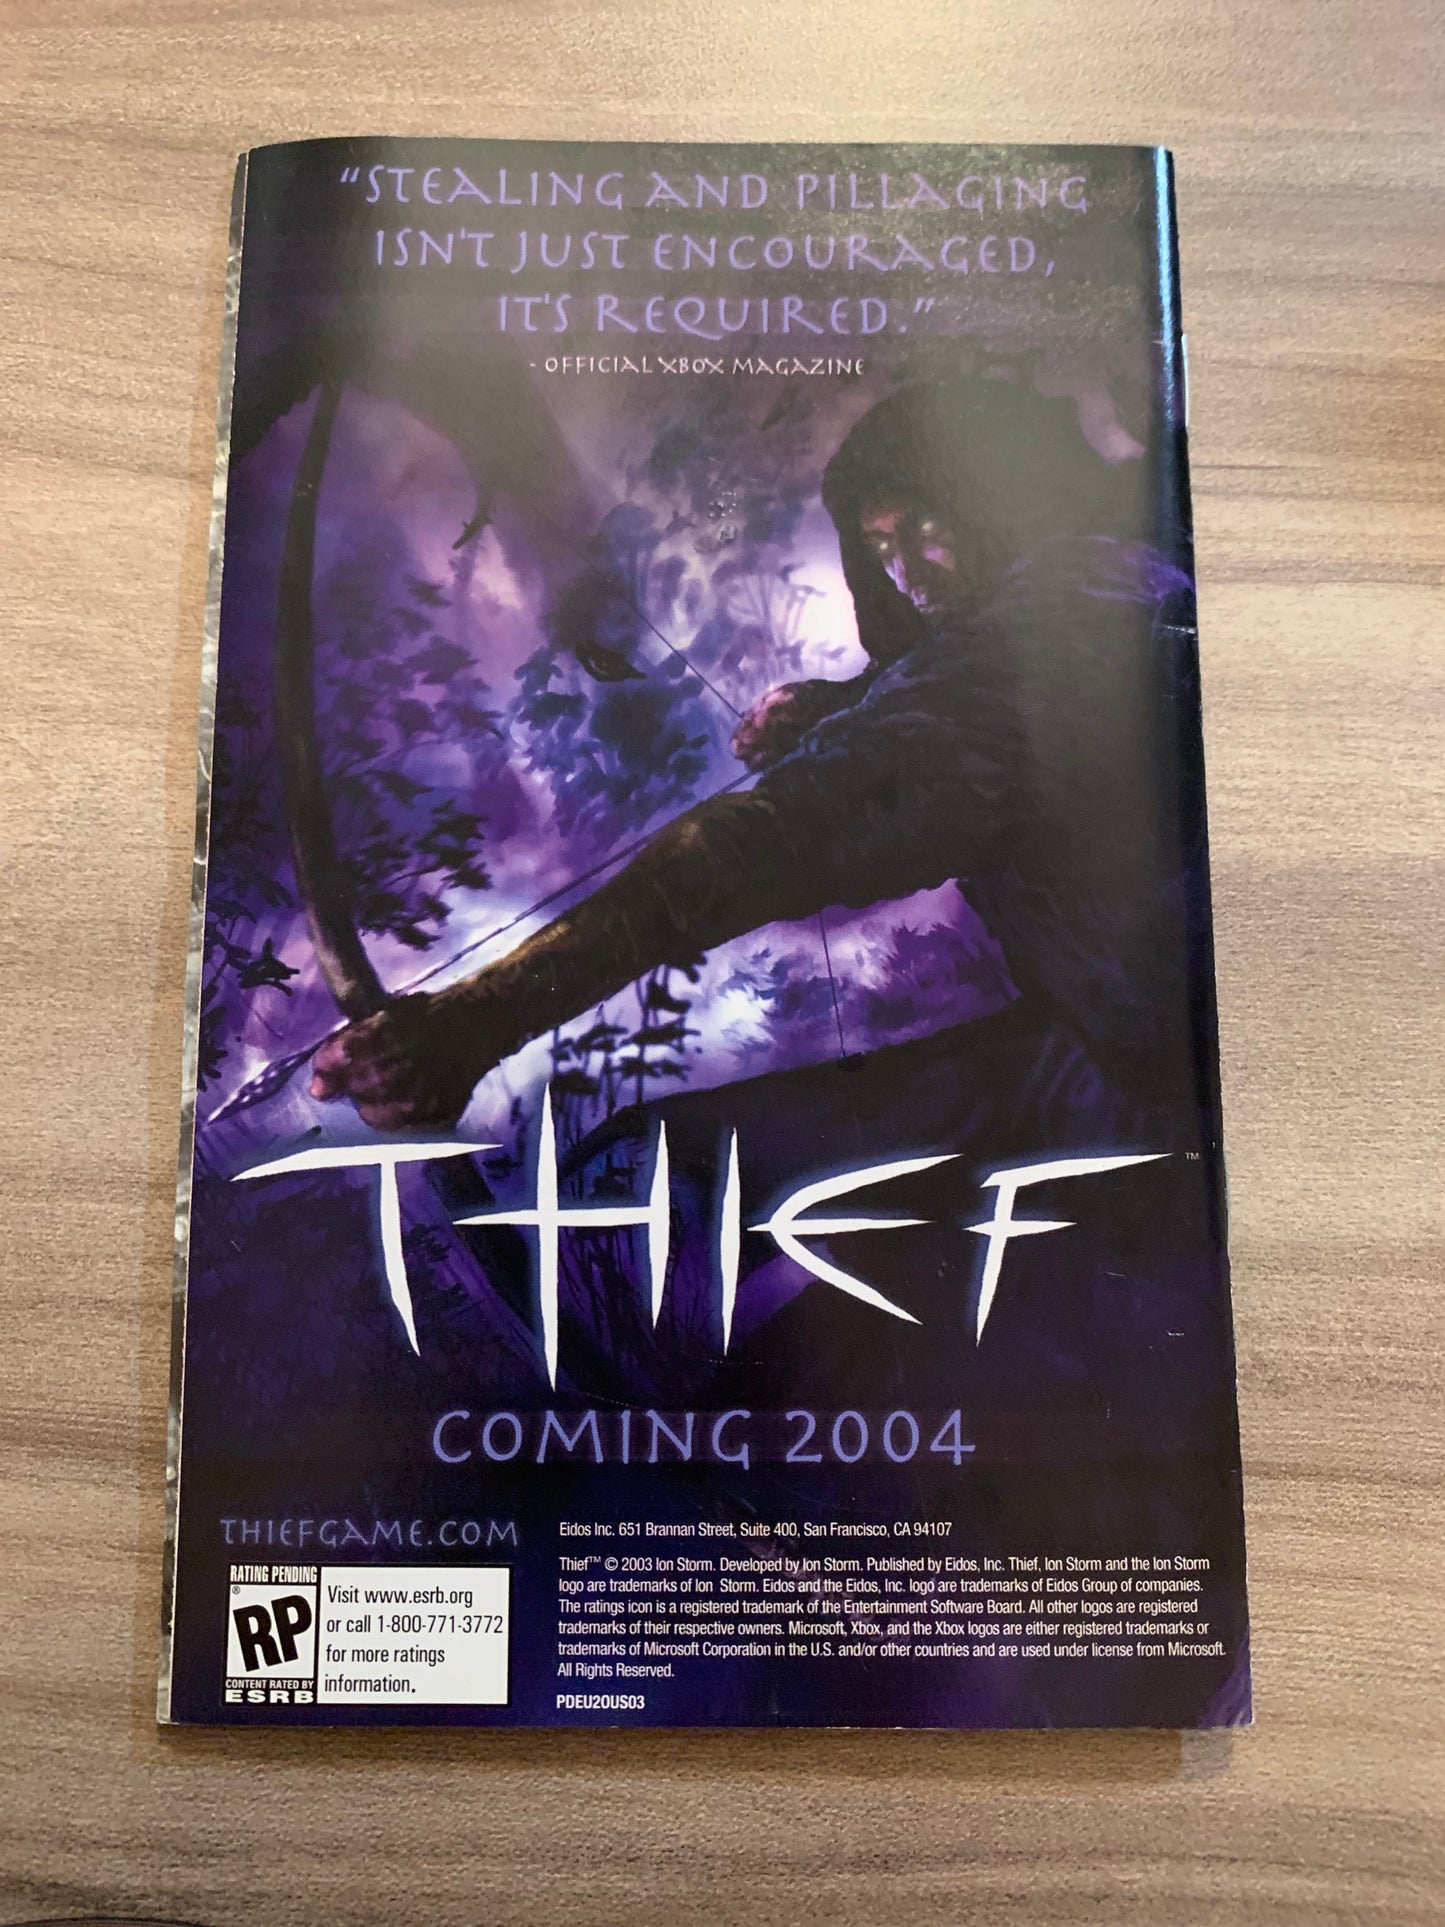 "STEALING AND PILLAGING
ISN'T JUST ENCOURAGED,
IT'S REQUIRED."
- OFFICIAL XBOX MAGAZINE
THIEF™
COMING 2004
THIEFGAME.COM
RATING PENDING
RP®
CONTENT RATED BY
ESRB
Visit www.esrb.org
or call 1-800-771-3772
for more ratings
information.
Eidos Inc. 651 Brannan Street, Suite 400, San Francisco, CA 94107
Thief™ © 2003 Ion Storm. Developed by Ion Storm. Published by Eidos, Inc. Thief, Ion Storm and the Ion Storm
logo are trademarks of Ion Storm. Eidos and the Eidos, Inc. logo are trademarks of Eidos Group of companies.
The ratings icon is a registered trademark of the Entertainment Software Board. All other logos are registered
trademarks of their respective owners. Microsoft, Xbox, and the Xbox logos are either registered trademarks or
trademarks of Microsoft Corporation in the U.S. and/or other countries and are used under license from Microsoft.
All Rights Reserved.
PDEU2OUS03